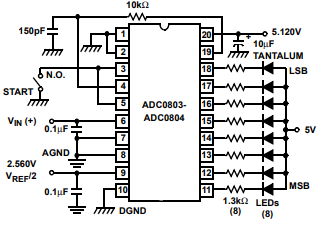 10kΩ
150pF
1
20
5.120V
2
19
+
10μF
TANTALUM
N.O.
3
18
LSB
4
17
START
5
16
ADC0803-
ADC0804
VIN (+)
6
15
0.1μF
7
14
5V
AGND
8
13
2.560V
VREF/2
9
12
MSB
0.1μF
10
11
DGND
1.3kΩ
(8)
LEDs
(8)